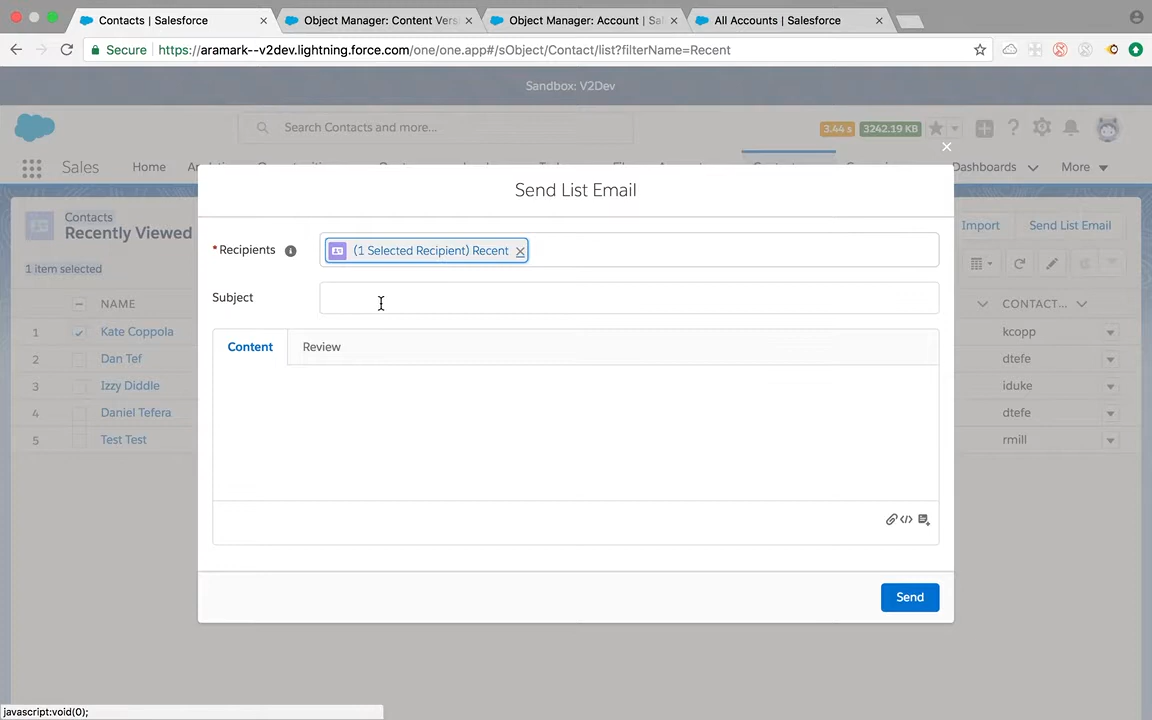 Contacts | Salesforce
Object Manager: Content Vers
Object Manager: Account | Sal
All Accounts | Salesforce
Secure
https://aramark--v2dev.lightning.force.com/one/one.app#/sObject/Contact/list?filterName=Recent
Sandbox: V2Dev
Search Contacts and more...
3.44 s
3242.19 KB
Sales
Home
Dashboards
More
Send List Email
Contacts
Recently Viewed
Import
Send List Email
1 item selected
* Recipients
(1 Selected Recipient) Recent
Subject
NAME
CONTACT...
1
Kate Coppola
kcopp
2
Dan Tef
dtefe
3
Izzy Diddle
iduke
4
Daniel Tefera
dtefe
5
Test Test
rmill
Content
Review
Send
javascript:void(0);